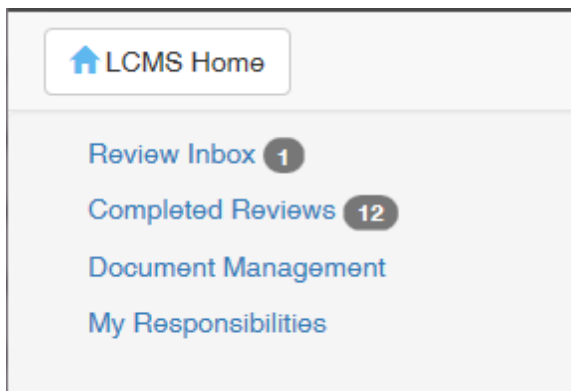 LCMS Home
Review Inbox 1
Completed Reviews 12
Document Management
My Responsibilities